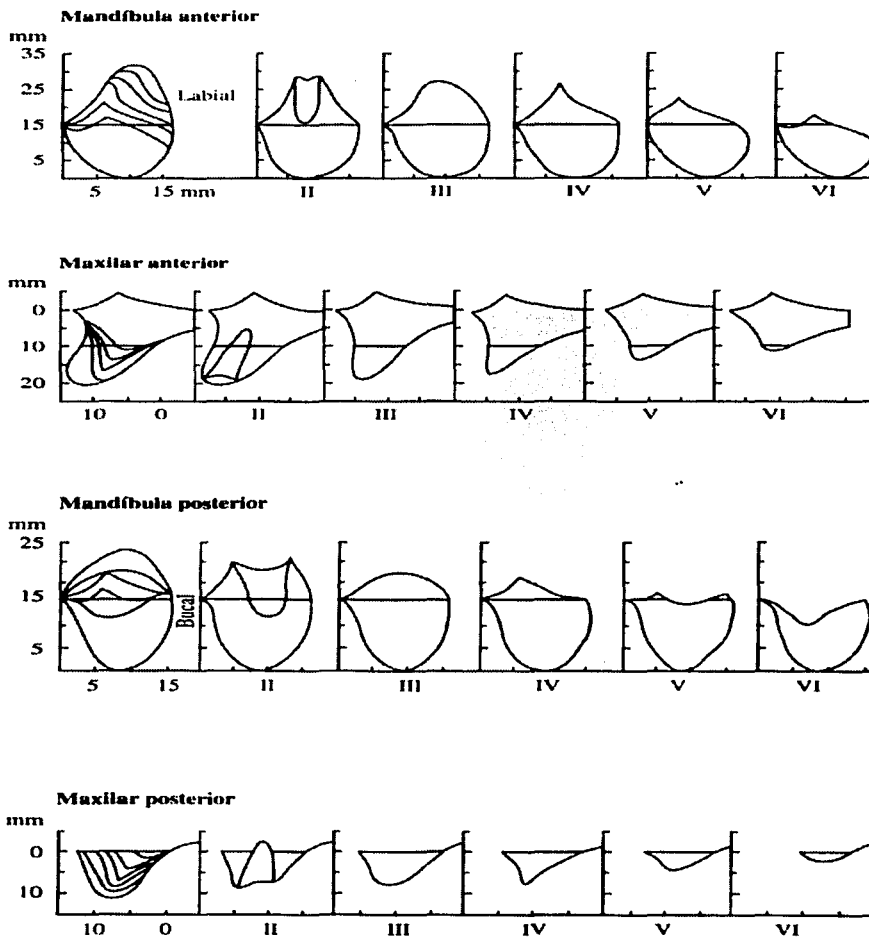 Mandíbula anterior
mm
35
25
15
5
Labial
5 15 mm II III IV V VI
Maxilar anterior
mm
0
10
20
10 0 II III IV V VI
Mandíbula posterior
mm
25
15
5
Bucal
5 15 II III IV V VI
Maxilar posterior
mm
0
10
10 0 II III IV V VI